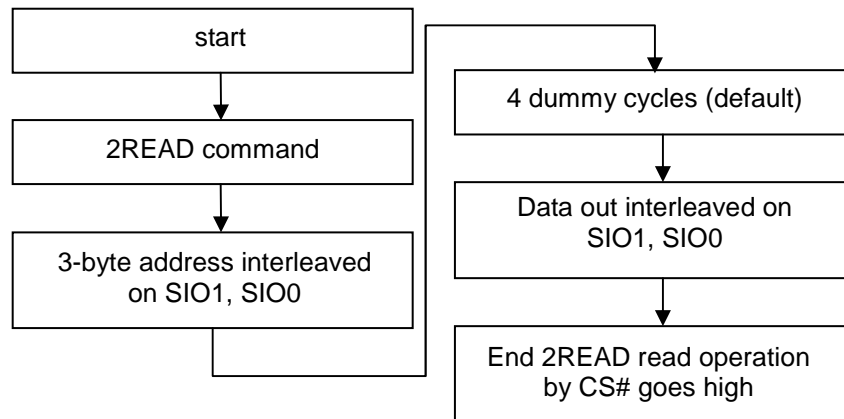 start
2READ command
3-byte address interleaved
on SIO1, SIO0
4 dummy cycles (default)
Data out interleaved on
SIO1, SIO0
End 2READ read operation
by CS# goes high